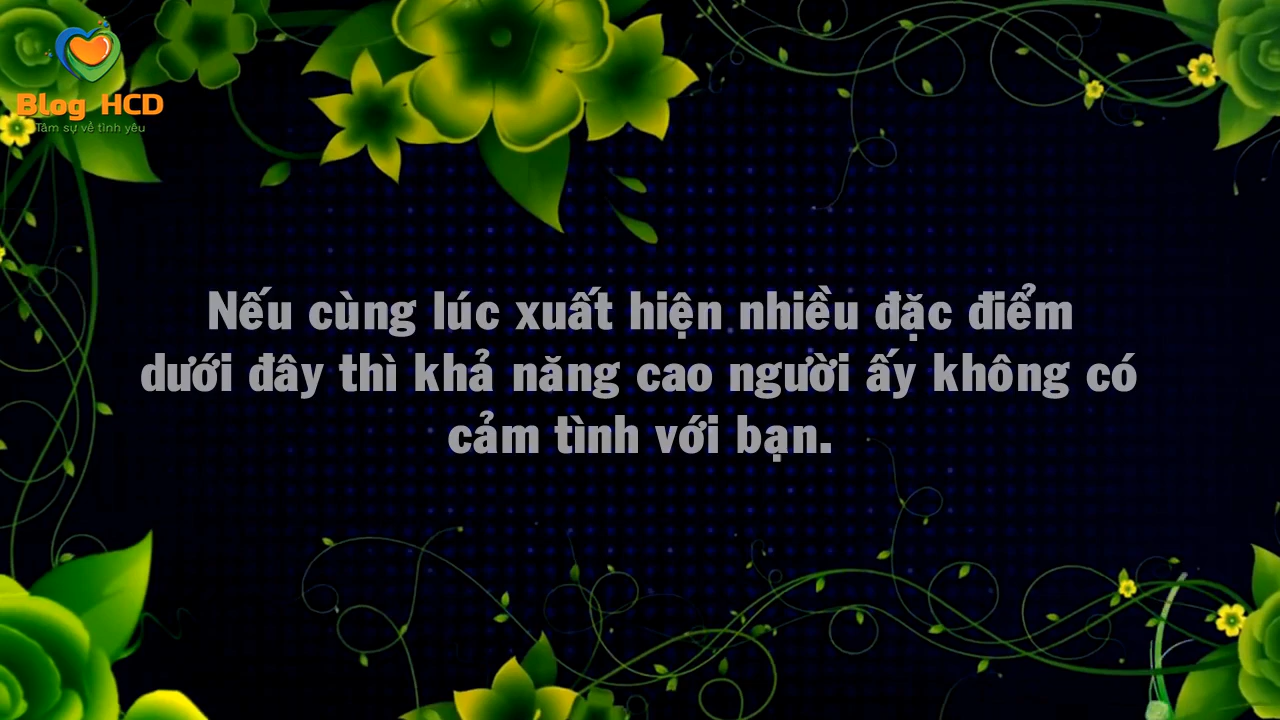 Blog HCD
Tâm sự về tình yêu
Nếu cùng lúc xuất hiện nhiều đặc điểm
dưới đây thì khả năng cao người ấy không có
cảm tình với bạn.